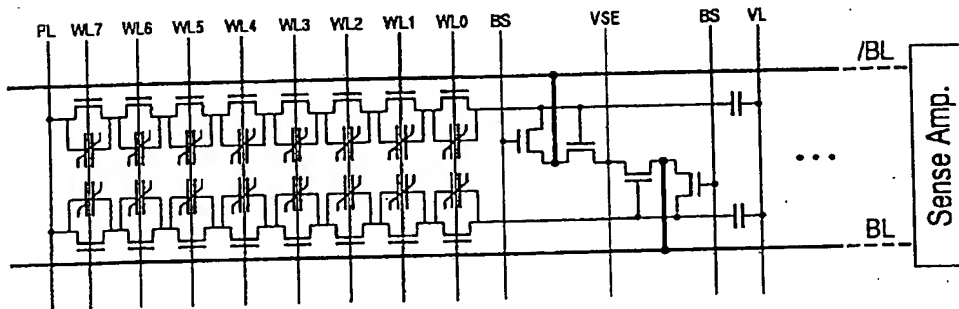 PL WL7 WL6 WL5 WL4 WL3 WL2 WL1 WL0 BS VSE BS VL
/BL
BL
Sense Amp.